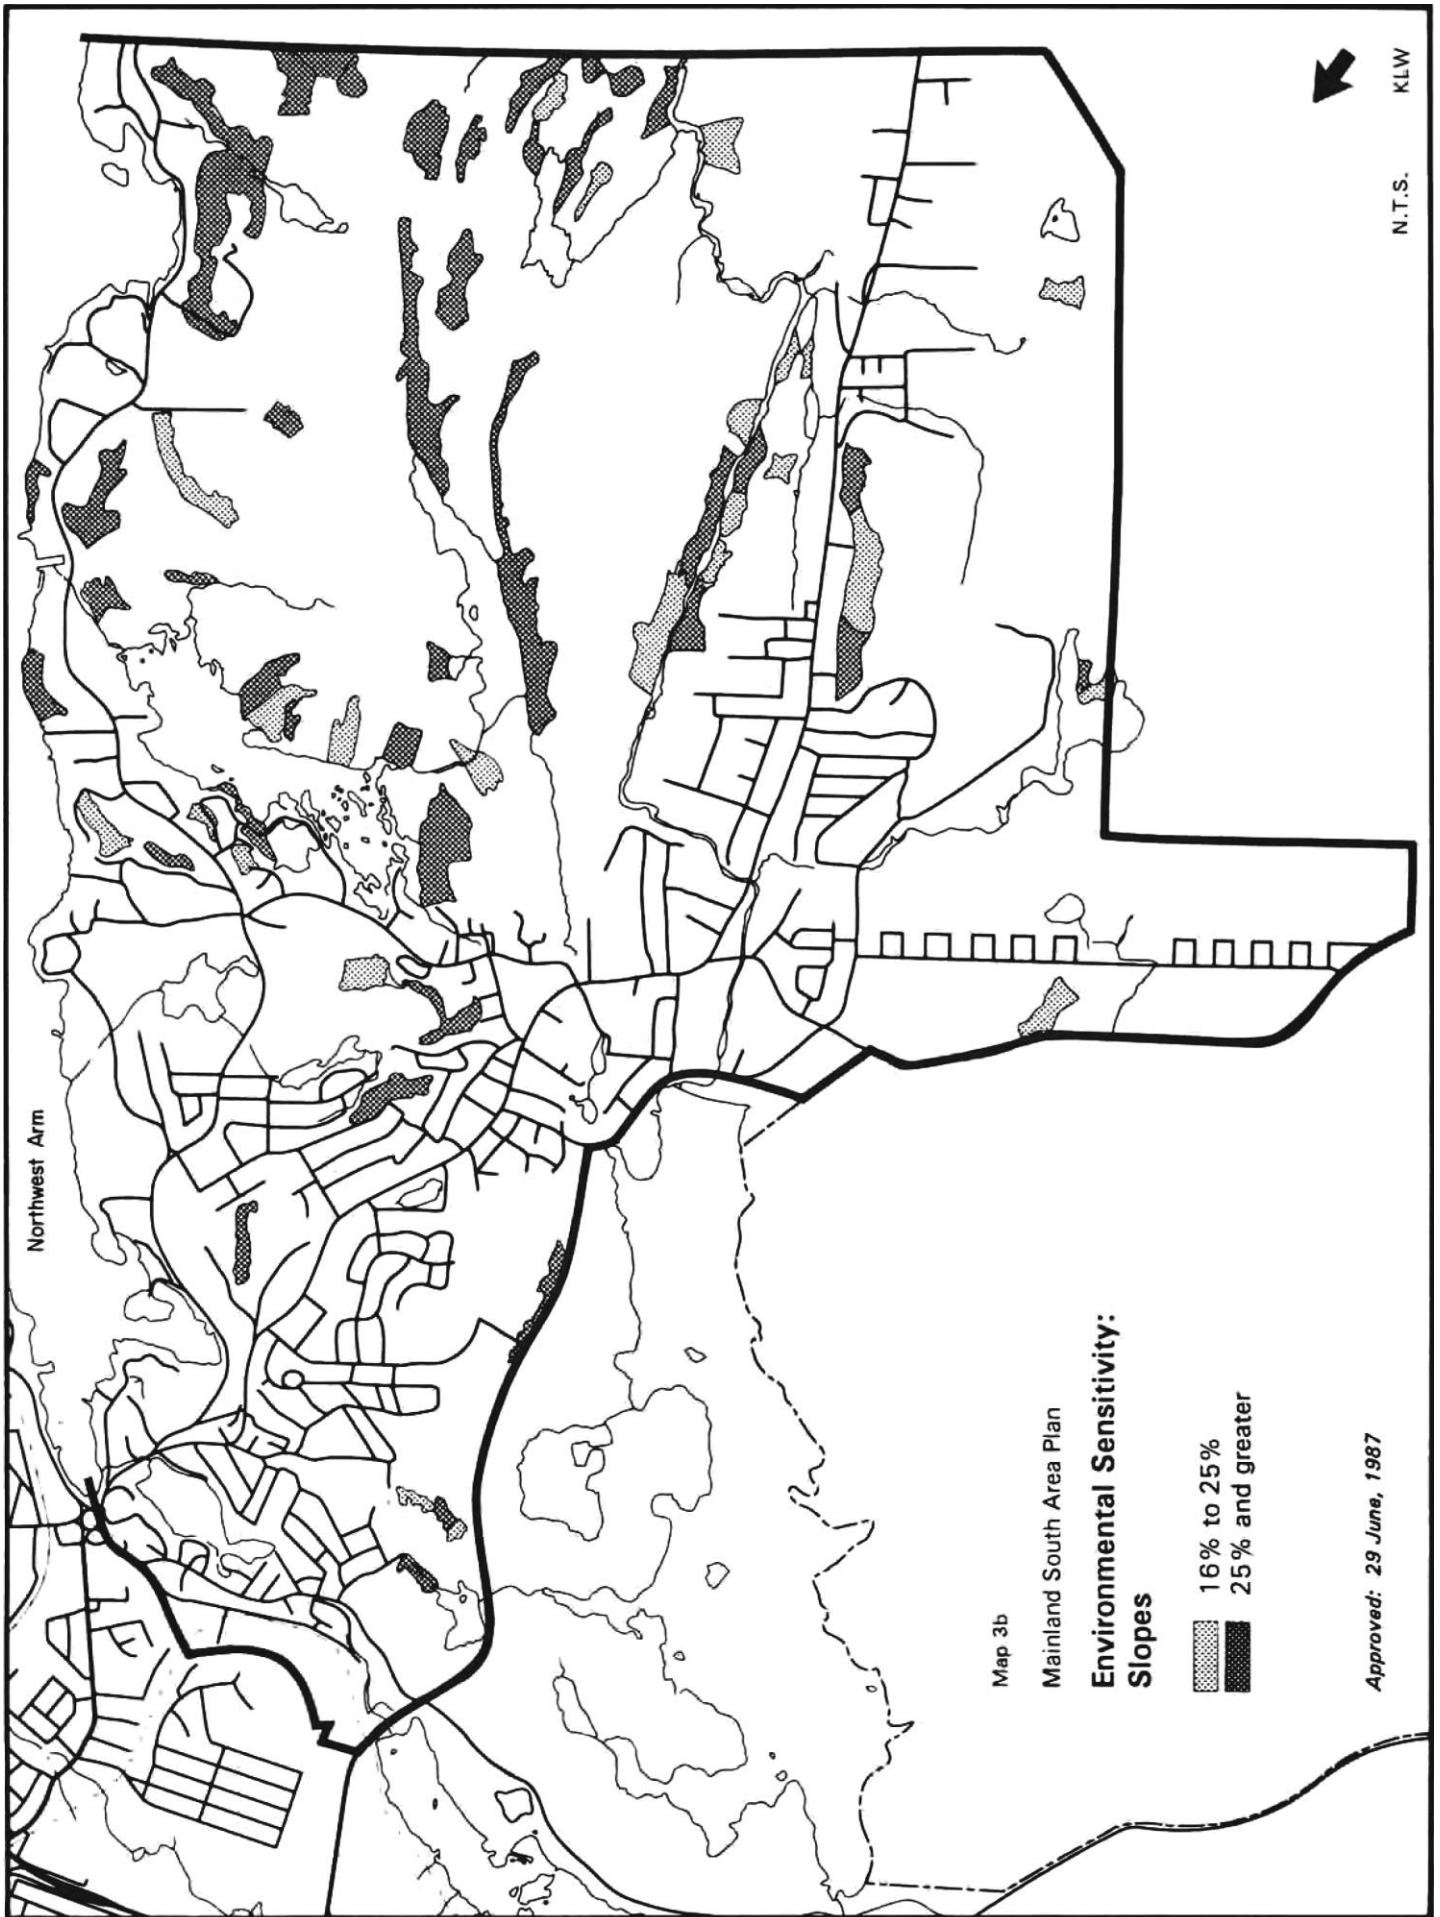 Northwest Arm
Map 3b
Mainland South Area Plan
Environmental Sensitivity:
Slopes
16% to 25%
25% and greater
Approved: 29 June, 1987
N.T.S.
KLW